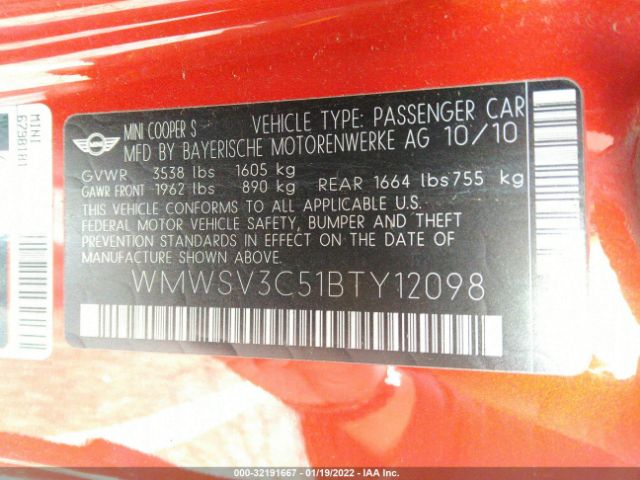 MINI COOPER S VEHICLE TYPE: PASSENGER CAR
MFD BY BAYERISCHE MOTORENWERKE AG 10/10
GVWR 3538 lbs 1605 kg
GAWR FRONT 1962 lbs 890 kg REAR 1664 lbs755 kg
THIS VEHICLE CONFORMS TO ALL APPLICABLE U.S.
FEDERAL MOTOR VEHICLE SAFETY, BUMPER AND THEFT
PREVENTION STANDARDS IN EFFECT ON THE DATE OF
MANUFACTURE SHOWN ABOVE.
WMWSV3C51BTY12098
MINI
MINI
6298181
000-32191667 - 01/19/2022 - IAA Inc.